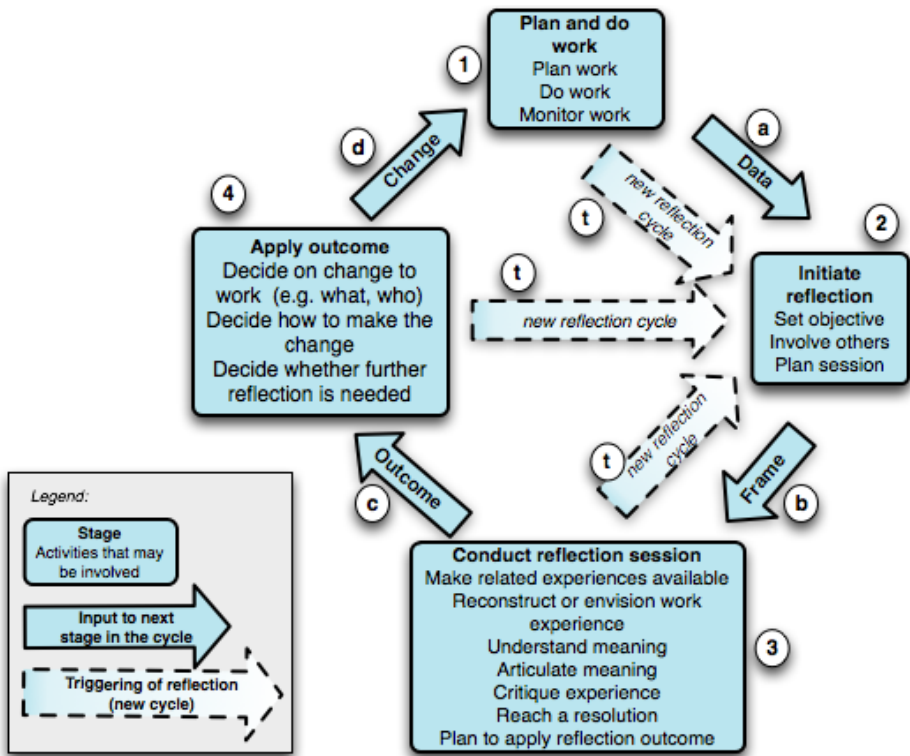 Plan and do
work
Plan work
Do work
Monitor work
1
a
Data
d
Change
new reflection
cycle
t
4
Apply outcome
Decide on change to
work (e.g. what, who)
Decide how to make the
change
Decide whether further
reflection is needed
t
new reflection cycle
2
Initiate
reflection
Set objective
Involve others
Plan session
new reflection
cycle
t
Frame
b
Outcome
c
Conduct reflection session
Make related experiences available
Reconstruct or envision work
experience
Understand meaning
Articulate meaning
Critique experience
Reach a resolution
Plan to apply reflection outcome
3
Legend:
Stage
Activities that may
be involved
Input to next
stage in the cycle
Triggering of reflection
(new cycle)